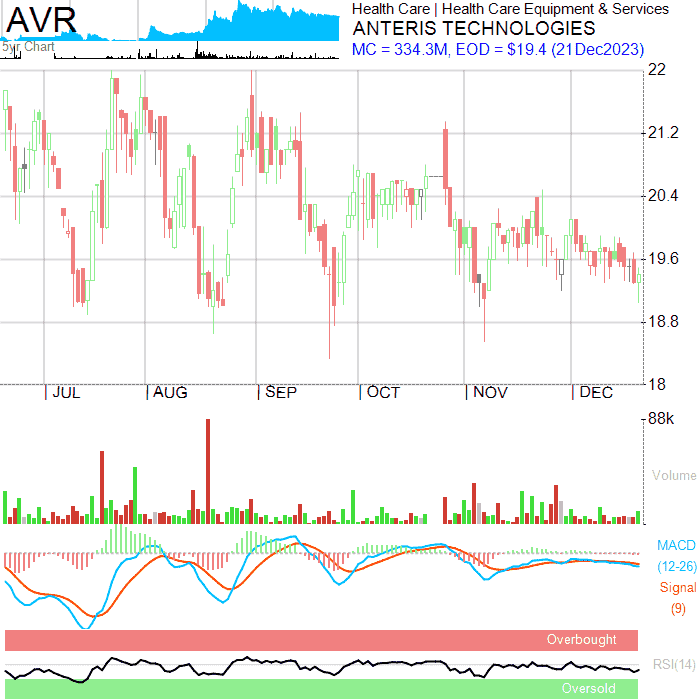 AVR
5yr Chart
Health Care | Health Care Equipment & Services
ANTERIS TECHNOLOGIES
MC = 334.3M, EOD = $19.4 (21Dec2023)
22
21.2
20.4
19.6
18.8
18
JUL AUG SEP OCT NOV DEC
88k
Volume
MACD
(12-26)
Signal
(9)
Overbought
RSI(14)
Oversold